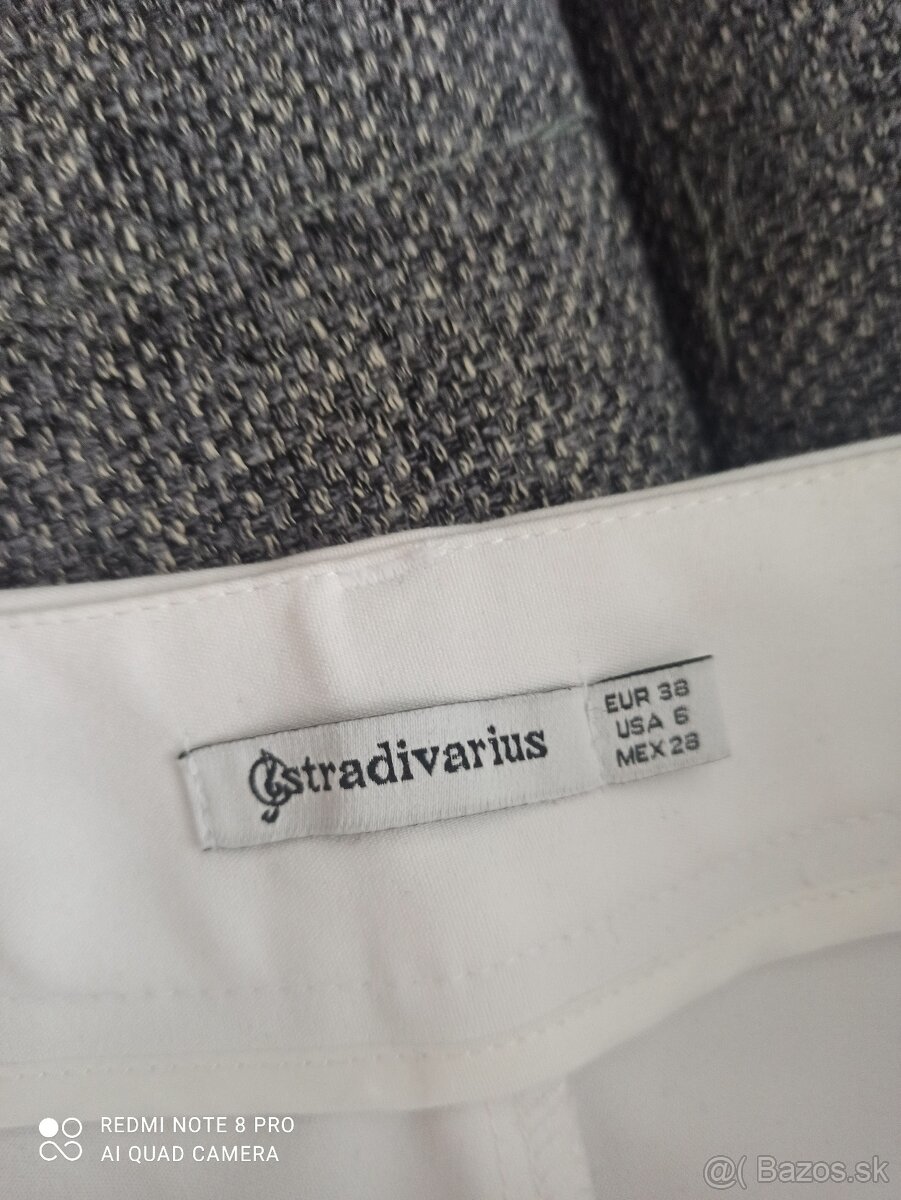 stradivarius
EUR 38
USA 6
MEX 28
REDMI NOTE 8 PRO
AI QUAD CAMERA
@( Bazos.sk